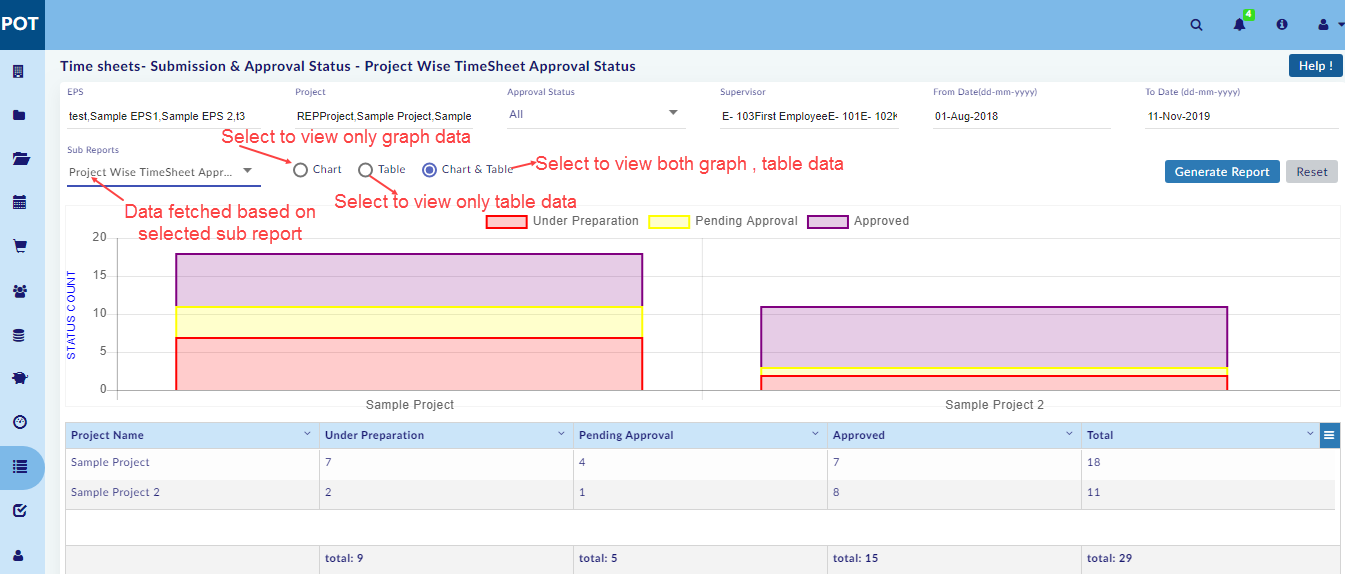 POT
4
Time sheets- Submission & Approval Status - Project Wise TimeSheet Approval Status
Help !
EPS
Project
Approval Status
Supervisor
From Date(dd-mm-yyyy)
To Date (dd-mm-yyyy)
test,Sample EPS1,Sample EPS 2,t3
REPProject,Sample Project,Sample
All
E- 103First EmployeeE- 101E- 102K
01-Aug-2018
11-Nov-2019
Select to view only graph data
Sub Reports
Project Wise TimeSheet Appr...
Chart
Table
Chart & Table
Select to view both graph , table data
Generate Report
Reset
Select to view only table data
Data fetched based on
selected sub report
Under Preparation
Pending Approval
Approved
STATUS COUNT
20
15
10
5
0
Sample Project
Sample Project 2
Project Name
Under Preparation
Pending Approval
Approved
Total
Sample Project
7
4
7
18
Sample Project 2
2
1
8
11
total: 9
total: 5
total: 15
total: 29